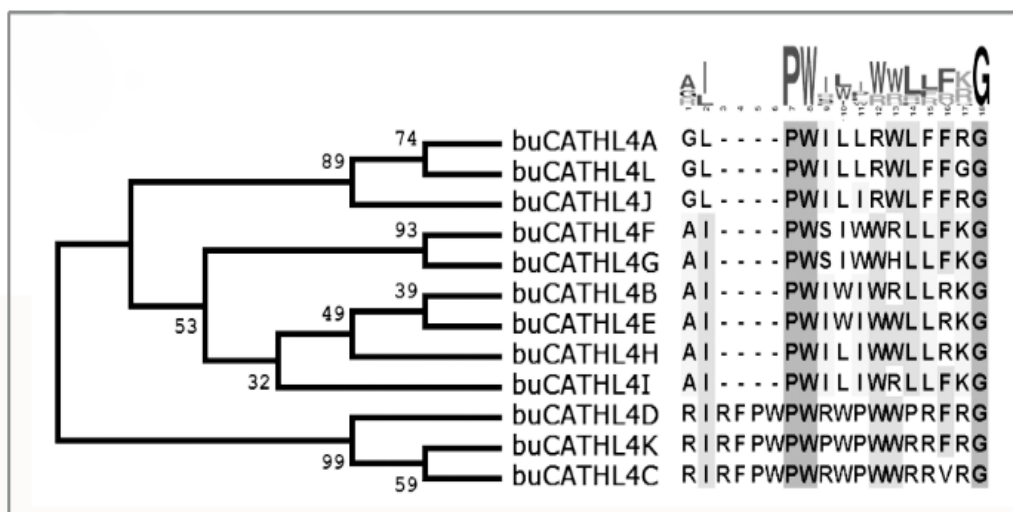 74 buCATHL4A GL----PWILLRWLFFRG
89 buCATHL4L GL----PWILLRWLFFGG
buCATHL4J GL----PWILIRWLFFRG
93 buCATHL4F AI----PWSIWWRLLFKG
buCATHL4G AI----PWSIWWHLLFKG
39 buCATHL4B AI----PWIWIWRLLRKG
53 49 buCATHL4E AI----PWIWIWWLLRKG
buCATHL4H AI----PWILIWWLLRKG
32 buCATHL4I AI----PWILIWRLLFKG
buCATHL4D RIRFPWPWRWPWWPRFRG
99 buCATHL4K RIRFPWPWPWPWWRRFRG
59 buCATHL4C RIRFPWPWRWPWWRRVRG